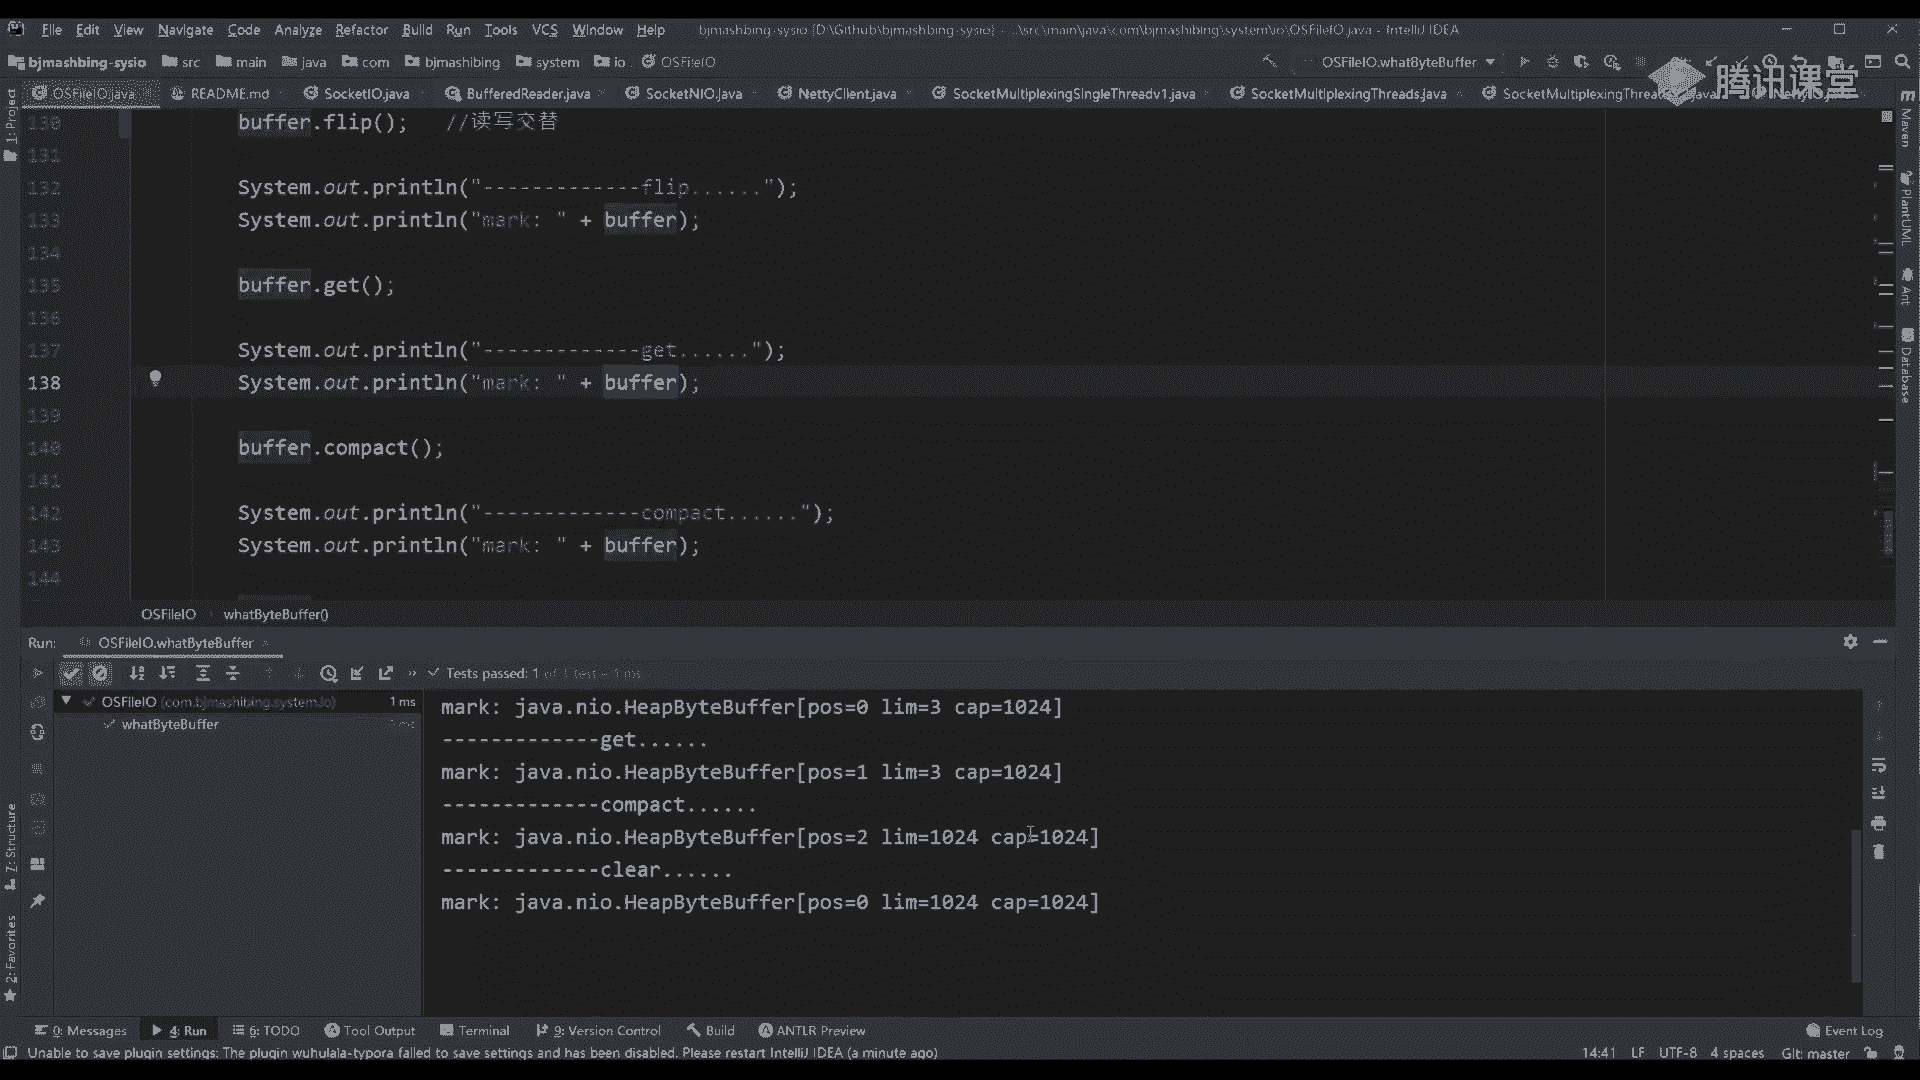 File Edit View Navigate Code Analyze Refactor Build Run Tools VCS Window Help bjmashbing-sysio [D:\Github\bjmashbing-sysio] - ...\src\main\java\com\bjmashibing\system\io\OSFileIO.java - IntelliJ IDEA
bjmashbing-sysio src main java com bjmashibing system io OSFileIO OSFileIO.whatByteBuffer
腾讯课堂
OSFileIO.java README.md SocketIO.java BufferedReader.java SocketNIO.java NettyClient.java SocketMultiplexingSingleThreadv1.java SocketMultiplexingThreads.java
1: Project
Maven
PlantUML
Ant
Database
130 buffer.flip(); //读写交替
131
132 System.out.println("-------------flip......");
133 System.out.println("mark: " + buffer);
134
135 buffer.get();
136
137 System.out.println("-------------get......");
138 System.out.println("mark: " + buffer);
139
140 buffer.compact();
141
142 System.out.println("-------------compact......");
143 System.out.println("mark: " + buffer);
144
OSFileIO whatByteBuffer()
Run: OSFileIO.whatByteBuffer
Tests passed: 1 of 1 test – 1 ms
OSFileIO (com.bjmashibing.system.io) 1 ms
whatByteBuffer 1 ms
mark: java.nio.HeapByteBuffer[pos=0 lim=3 cap=1024]
-------------get......
mark: java.nio.HeapByteBuffer[pos=1 lim=3 cap=1024]
-------------compact......
mark: java.nio.HeapByteBuffer[pos=2 lim=1024 cap=1024]
-------------clear......
mark: java.nio.HeapByteBuffer[pos=0 lim=1024 cap=1024]
7: Structure
2: Favorites
0: Messages 4: Run 6: TODO Tool Output Terminal 9: Version Control Build ANTLR Preview Event Log
Unable to save plugin settings: The plugin wuhulala-typora failed to save settings and has been disabled. Please restart IntelliJ IDEA (a minute ago) 14:41 LF UTF-8 4 spaces Git: master